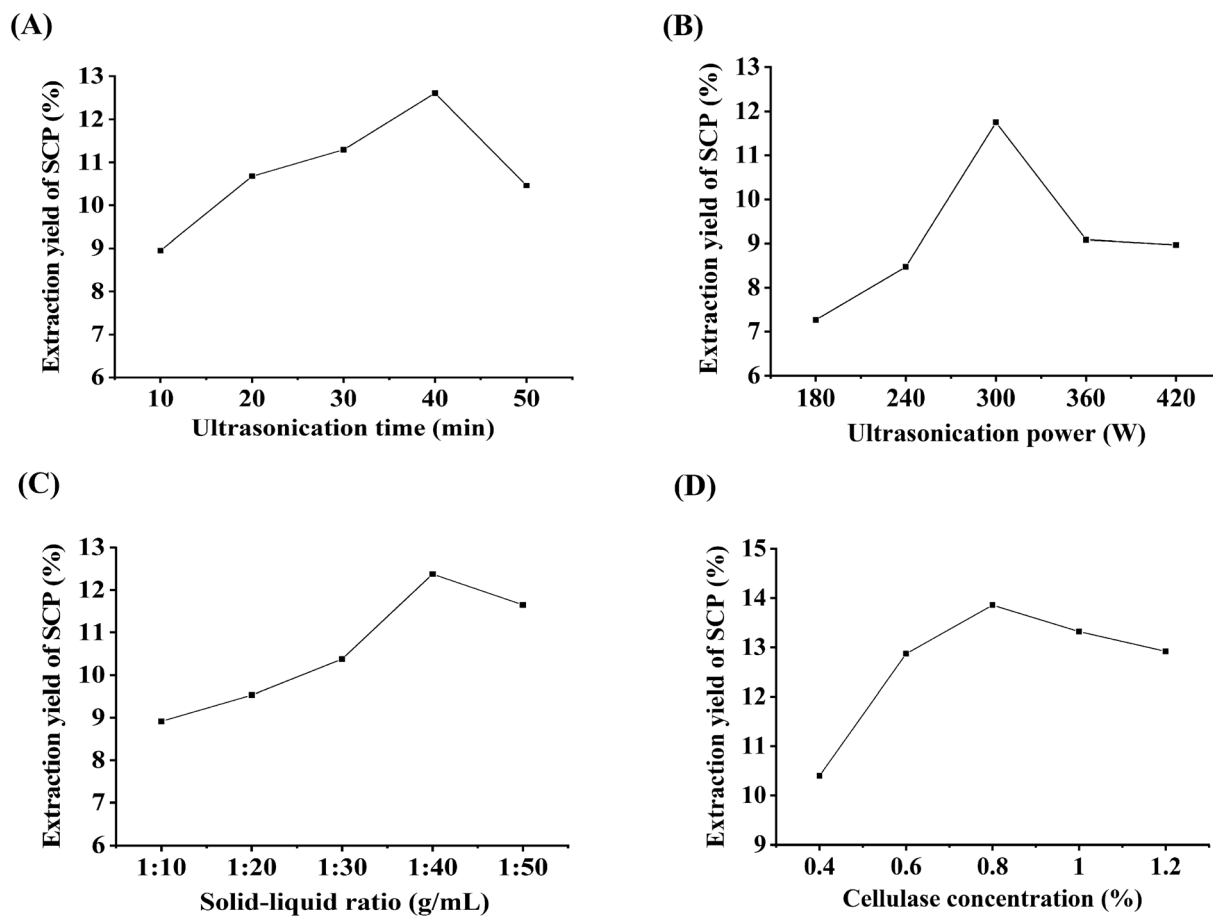 (A)
Extraction yield of SCP (%)
13
12
11
10
9
8
7
6
10 20 30 40 50
Ultrasonication time (min)
(B)
Extraction yield of SCP (%)
13
12
11
10
9
8
7
6
180 240 300 360 420
Ultrasonication power (W)
(C)
Extraction yield of SCP (%)
13
12
11
10
9
8
7
6
1:10 1:20 1:30 1:40 1:50
Solid-liquid ratio (g/mL)
(D)
Extraction yield of SCP (%)
15
14
13
12
11
10
9
0.4 0.6 0.8 1 1.2
Cellulase concentration (%)